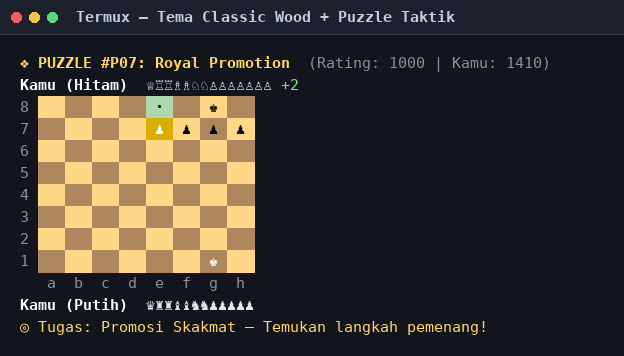 Termux — Tema Classic Wood + Puzzle Taktik
❖ PUZZLE #P07: Royal Promotion (Rating: 1000 | Kamu: 1410)
Kamu (Hitam) ♕♖♖♗♗♘♘♙♙♙♙♙♙♙ +2
8 · ♚
7 ♟ ♟ ♟ ♟
6
5
4
3
2
1 ♚
a b c d e f g h
Kamu (Putih) ♛♜♜♝♝♞♞♟♟♟♟♟
◎ Tugas: Promosi Skakmat — Temukan langkah pemenang!